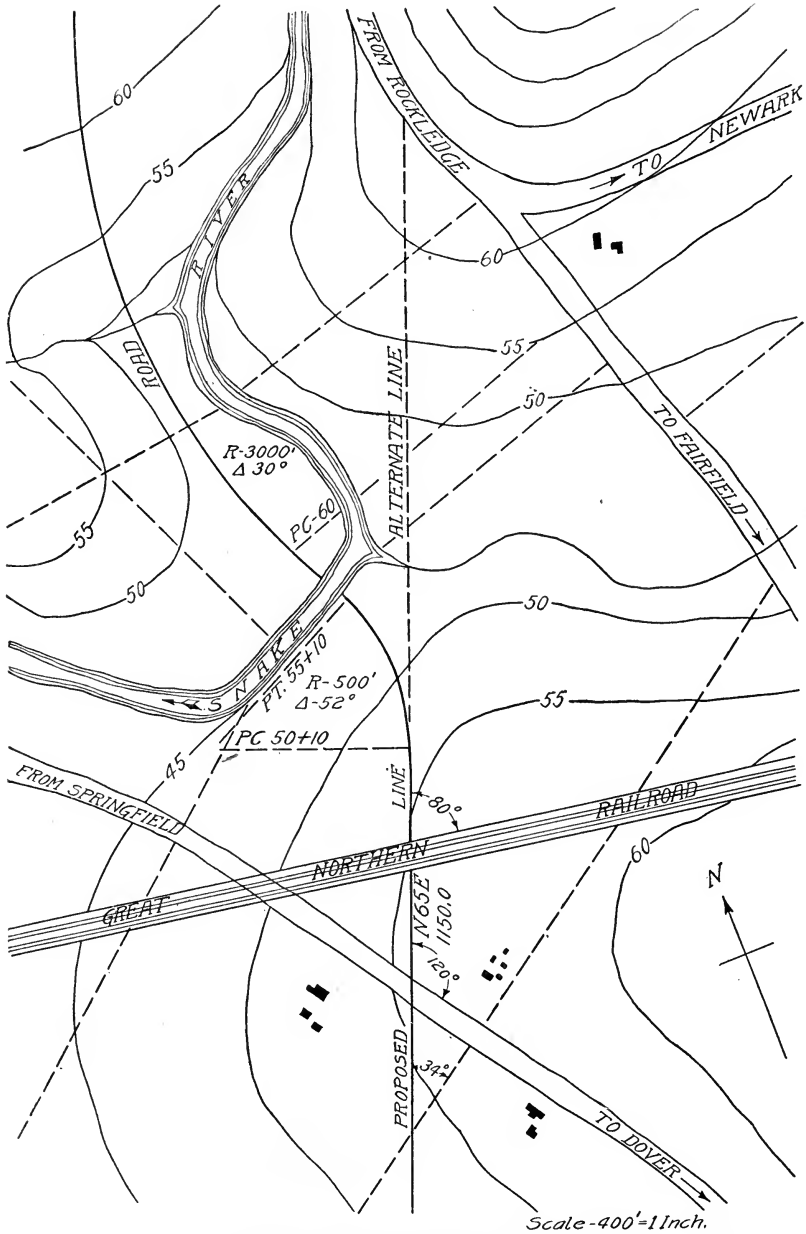 FROM ROCKLEDGE
TO NEWARK
60
55
RIVER
60
55
50
ROAD
ALTERNATE LINE
TO FAIRFIELD
R-3000'
Δ 30°
PC-60
55
50
50
SNAKE
PT. 55+10
R-500'
Δ-52°
PC 50+10
55
45
LINE
80°
FROM SPRINGFIELD
GREAT NORTHERN RAILROAD
60
N
N65E
1150.0
120°
PROPOSED
34°
TO DOVER
Scale-400'=1Inch.